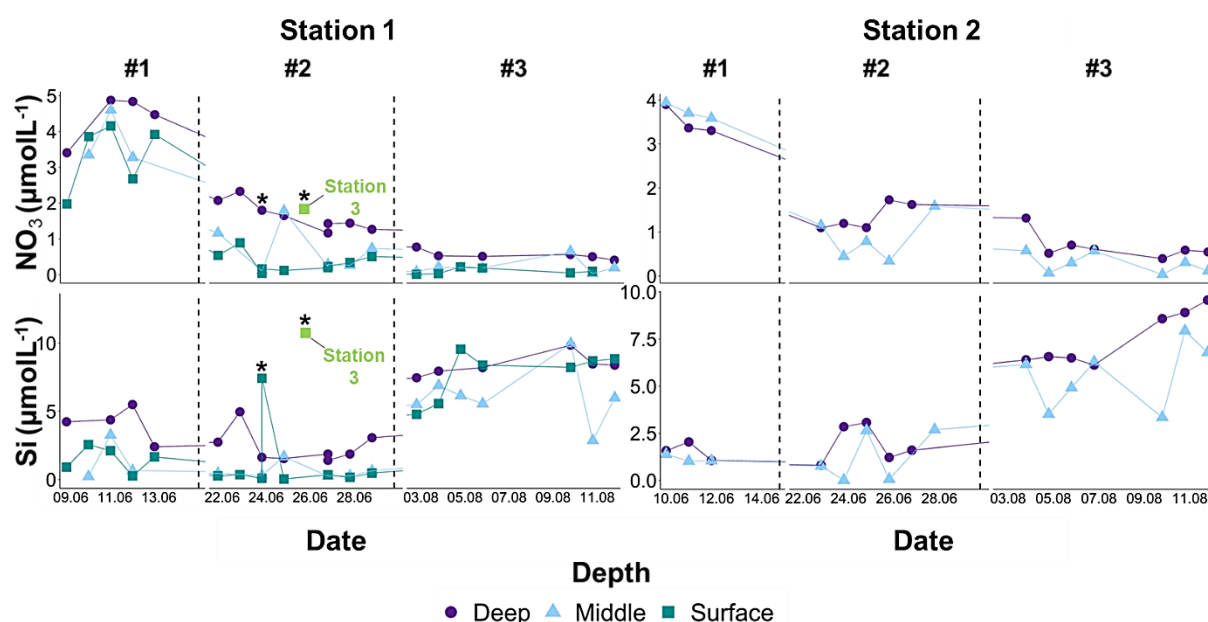 Station 1 Station 2
#1 #2 #3 #1 #2 #3
NO3 (µmolL-1)
5
4
3
2
1
0
* *
Station
3
4
3
2
1
0
Si (µmolL-1)
10
5
0
* *
Station
3
10.0
7.5
5.0
2.5
0.0
09.06 11.06 13.06 22.06 24.06 26.06 28.06 03.08 05.08 07.08 09.08 11.08 10.06 12.06 14.06 22.06 24.06 26.06 28.06 03.08 05.08 07.08 09.08 11.08
Date Date
Depth
Deep Middle Surface